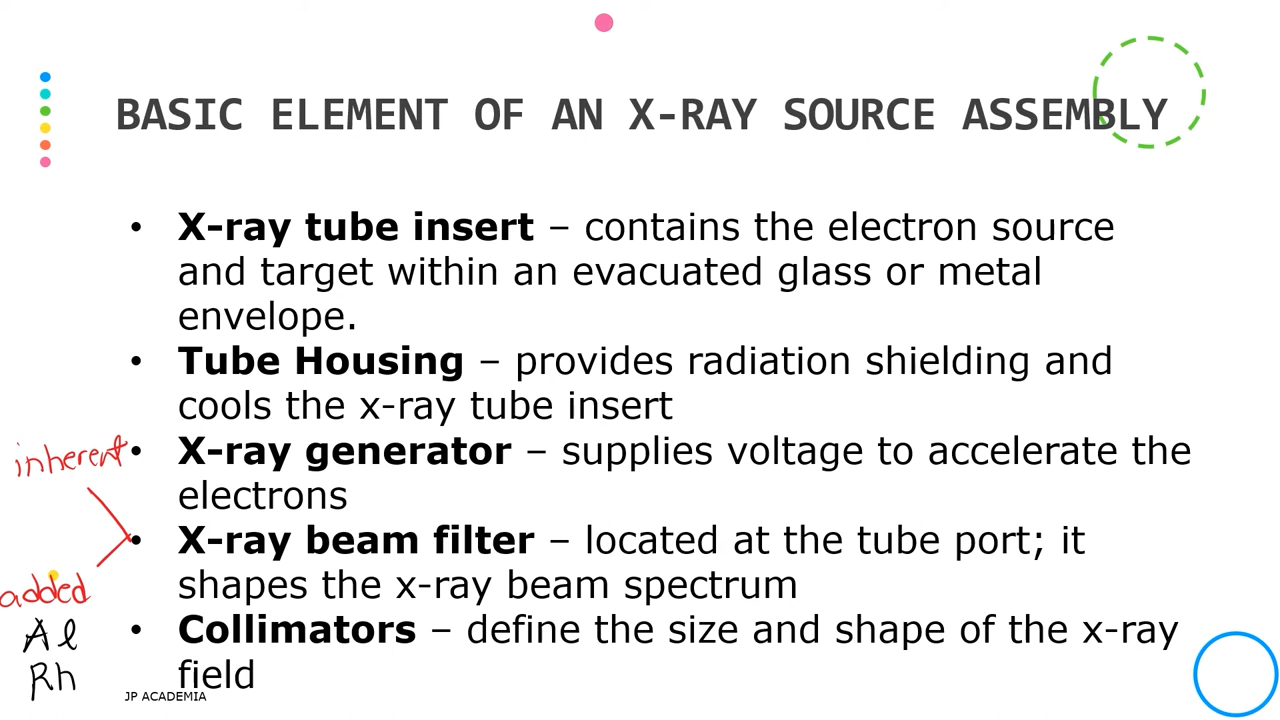 BASIC ELEMENT OF AN X-RAY SOURCE ASSEMBLY
• X-ray tube insert – contains the electron source
and target within an evacuated glass or metal
envelope.
• Tube Housing – provides radiation shielding and
cools the x-ray tube insert
• X-ray generator – supplies voltage to accelerate the
electrons
• X-ray beam filter – located at the tube port; it
shapes the x-ray beam spectrum
• Collimators – define the size and shape of the x-ray
field
inherent
added
Al
Rh
JP ACADEMIA